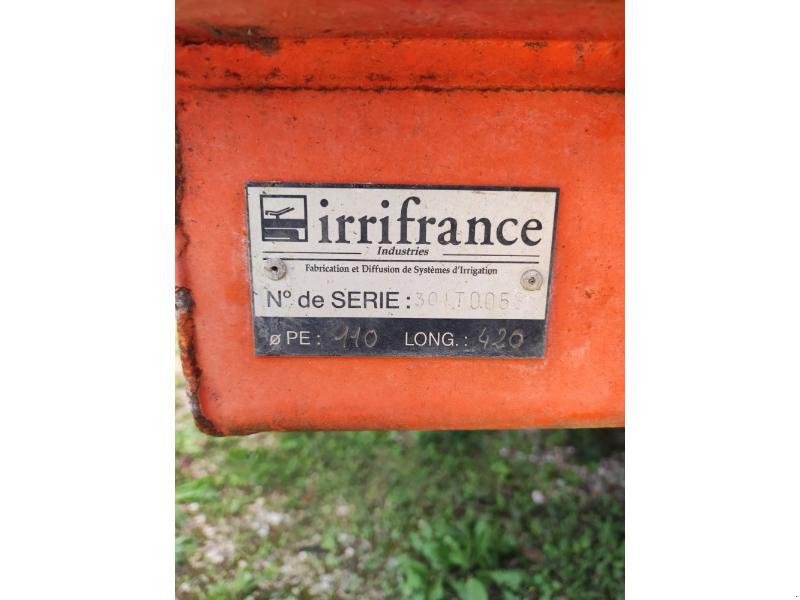 irrifrance
Industries
Fabrication et Diffusion de Systèmes d'Irrigation
N° de SERIE :
ø PE : 110 LONG. : 420